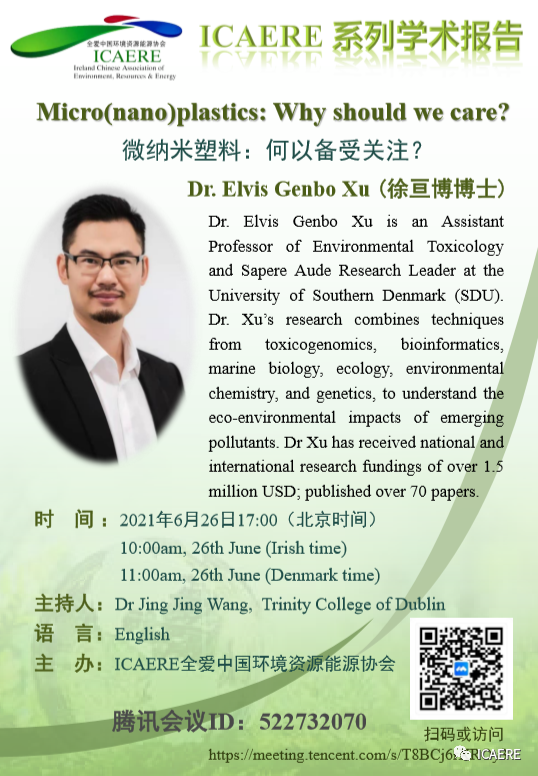 全爱中国环境资源能源协会
ICAERE
Ireland Chinese Association of
Environment, Resources & Energy
ICAERE 系列学术报告
Micro(nano)plastics: Why should we care?
微纳米塑料：何以备受关注？
Dr. Elvis Genbo Xu (徐亘博博士)
Dr. Elvis Genbo Xu is an Assistant
Professor of Environmental Toxicology
and Sapere Aude Research Leader at the
University of Southern Denmark (SDU).
Dr. Xu’s research combines techniques
from toxicogenomics, bioinformatics,
marine biology, ecology, environmental
chemistry, and genetics, to understand the
eco-environmental impacts of emerging
pollutants. Dr Xu has received national and
international research fundings of over 1.5
million USD; published over 70 papers.
时 间：2021年6月26日17:00（北京时间）
10:00am, 26th June (Irish time)
11:00am, 26th June (Denmark time)
主持人：Dr Jing Jing Wang, Trinity College of Dublin
语 言：English
主 办：ICAERE全爱中国环境资源能源协会
腾讯会议ID：522732070
扫码或访问
https://meeting.tencent.com/s/
ICAERE